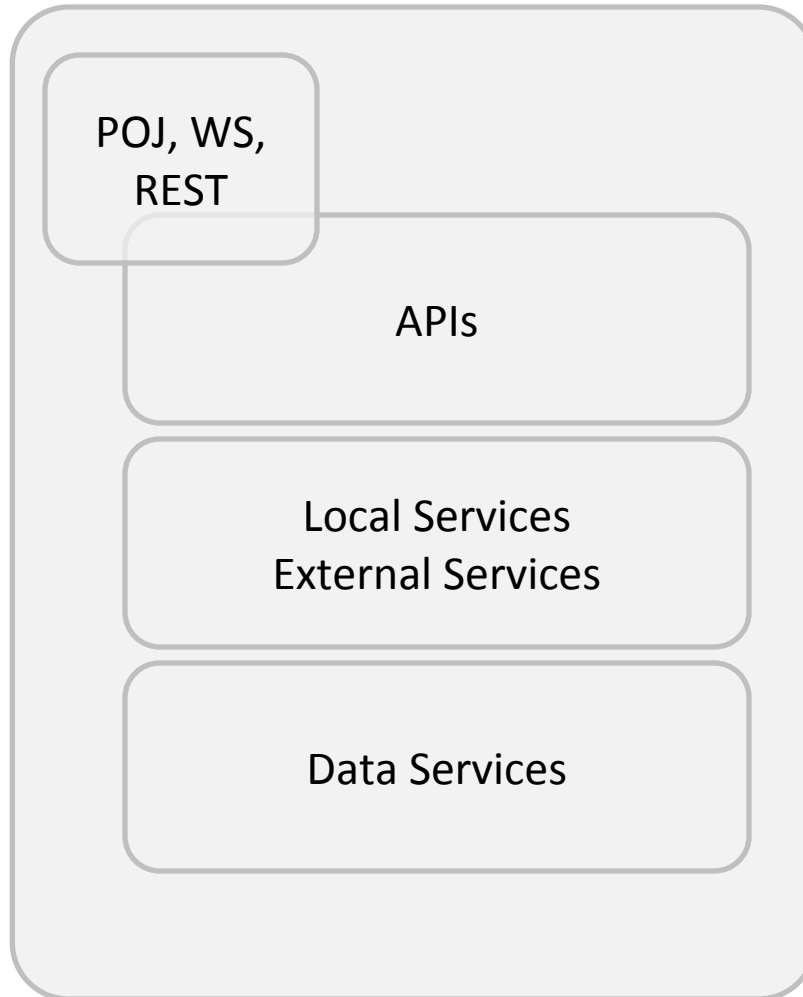 POJ, WS,
REST
APIs
Local Services
External Services
Data Services